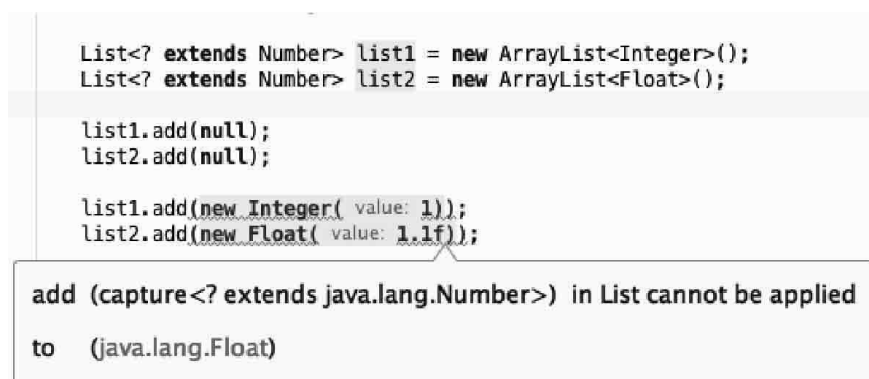 List<? extends Number> list1 = new ArrayList<Integer>();
List<? extends Number> list2 = new ArrayList<Float>();
list1.add(null);
list2.add(null);
list1.add(new Integer( value: 1));
list2.add(new Float( value: 1.1f));
add (capture<? extends java.lang.Number>) in List cannot be applied
to (java.lang.Float)